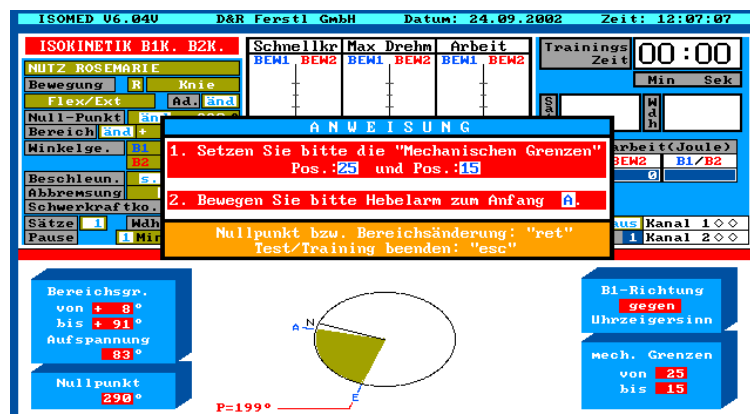 ISOMED V6.04V D&R Ferstl GmbH Datum: 24.09.2002 Zeit: 12:07:07
ISOKINETIK B1K. B2K.
NUTZ ROSEMARIE
Bewegung R Knie
Flex/Ext Ad. änd
Null-Punkt än
Bereich änd +
Winkelge. B1
B2
Beschleun. s.
Abbremsung
Schwerkraftko.
Sätze 1 Wdh
Pause 1 Min
Schnellkr Max Drehm Arbeit
BEW1 BEW2 BEW1 BEW2 BEW1 BEW2
Trainings
Zeit 00:00
Min Sek
Wdh
arbeit(Joule)
BEW2 B1/B2
0
aus Kanal 1◇◇
1 Kanal 2◇◇
ANWEISUNG
1. Setzen Sie bitte die "Mechanischen Grenzen"
Pos.:25 und Pos.:15
2. Bewegen Sie bitte Hebelarm zum Anfang A.
Nullpunkt bzw. Bereichsänderung: "ret"
Test/Training beenden: "esc"
Bereichsgr.
von + 8°
bis + 91°
Aufspannung
83°
Nullpunkt
290°
N
A
E
P=199°
B1-Richtung
gegen
Uhrzeigersinn
mech. Grenzen
von 25
bis 15